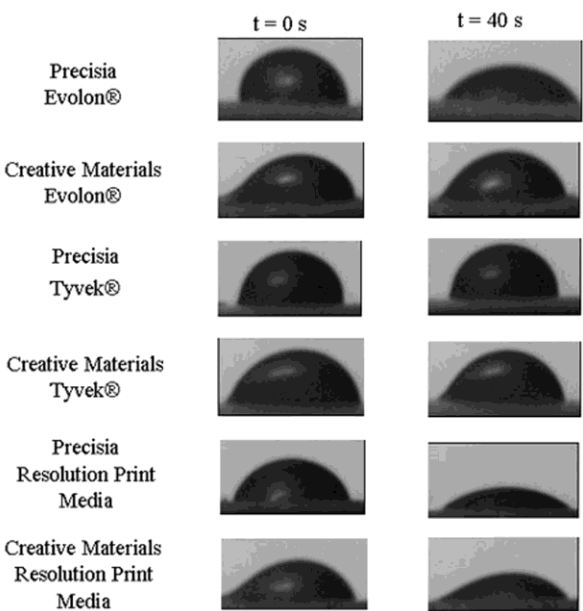 t = 0 s
t = 40 s
Precisia
Evolon®
Creative Materials
Evolon®
Precisia
Tyvek®
Creative Materials
Tyvek®
Precisia
Resolution Print
Media
Creative Materials
Resolution Print
Media